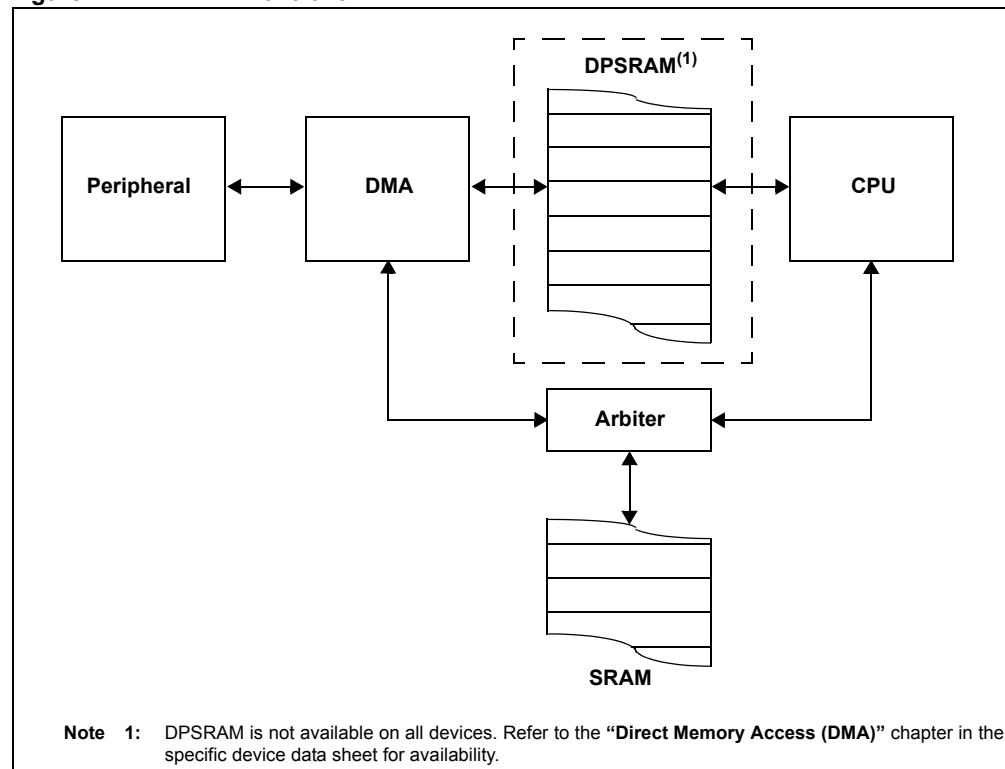 DPSRAM(1)
Peripheral
DMA
CPU
Arbiter
SRAM
Note 1: DPSRAM is not available on all devices. Refer to the “Direct Memory Access (DMA)” chapter in the
specific device data sheet for availability.